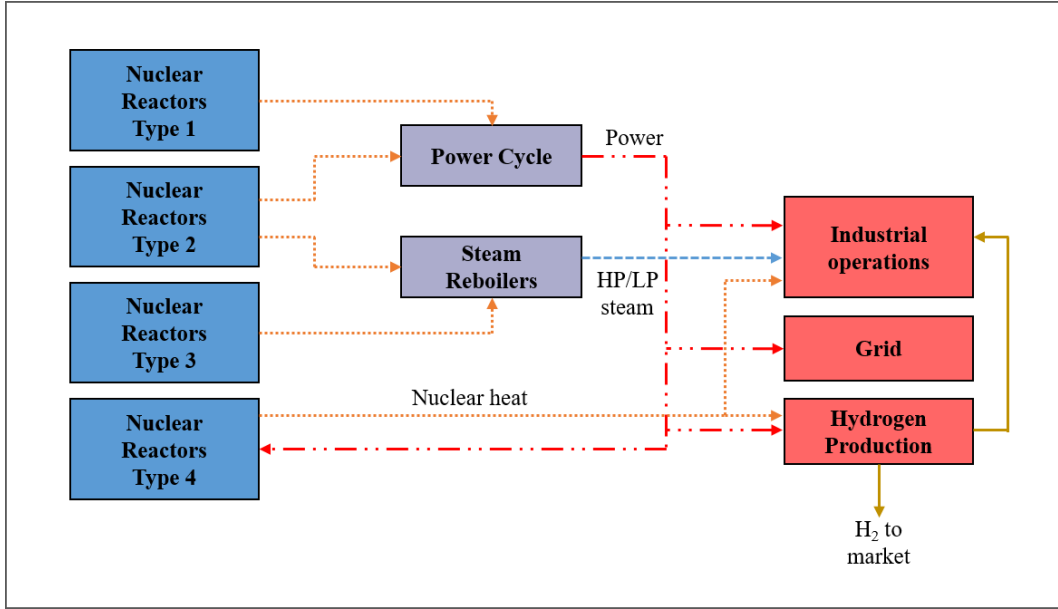 Nuclear
Reactors
Type 1
Nuclear
Reactors
Type 2
Nuclear
Reactors
Type 3
Nuclear
Reactors
Type 4
Power Cycle
Steam
Reboilers
Power
HP/LP
steam
Nuclear heat
Industrial
operations
Grid
Hydrogen
Production
H₂ to
market